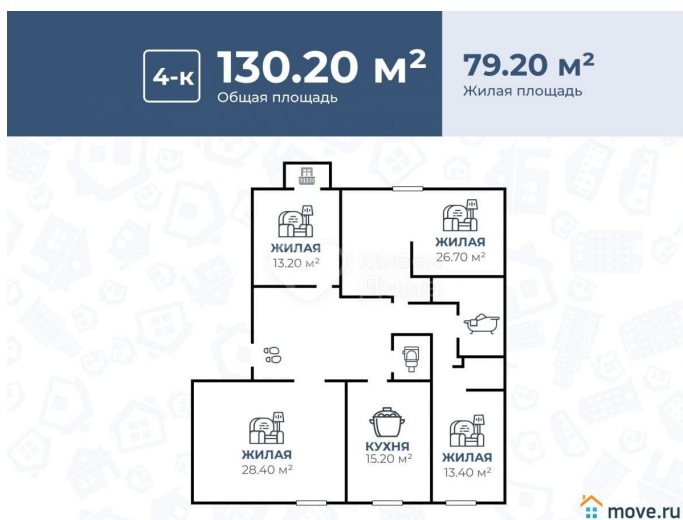 4-к
130.20 м²
Общая площадь
79.20 м²
Жилая площадь
ЖИЛАЯ
13.20 м²
ЖИЛАЯ
26.70 м²
ЖИЛАЯ
28.40 м²
КУХНЯ
15.20 м²
ЖИЛАЯ
13.40 м²
move.ru